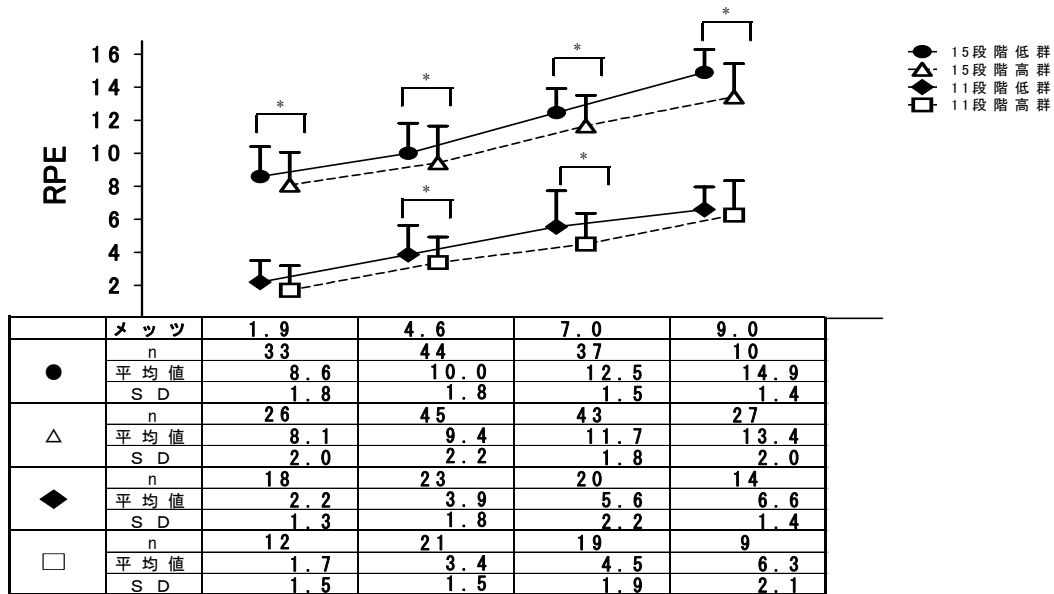 *
*
*
*
*
*
16
14
12
10
8
6
4
2
RPE
15段階低群
15段階高群
11段階低群
11段階高群
メッツ 1.9 4.6 7.0 9.0
● n 33 44 37 10
平均値 8.6 10.0 12.5 14.9
SD 1.8 1.8 1.5 1.4
△ n 26 45 43 27
平均値 8.1 9.4 11.7 13.4
SD 2.0 2.2 1.8 2.0
◆ n 18 23 20 14
平均値 2.2 3.9 5.6 6.6
SD 1.3 1.8 2.2 1.4
□ n 12 21 19 9
平均値 1.7 3.4 4.5 6.3
SD 1.5 1.5 1.9 2.1